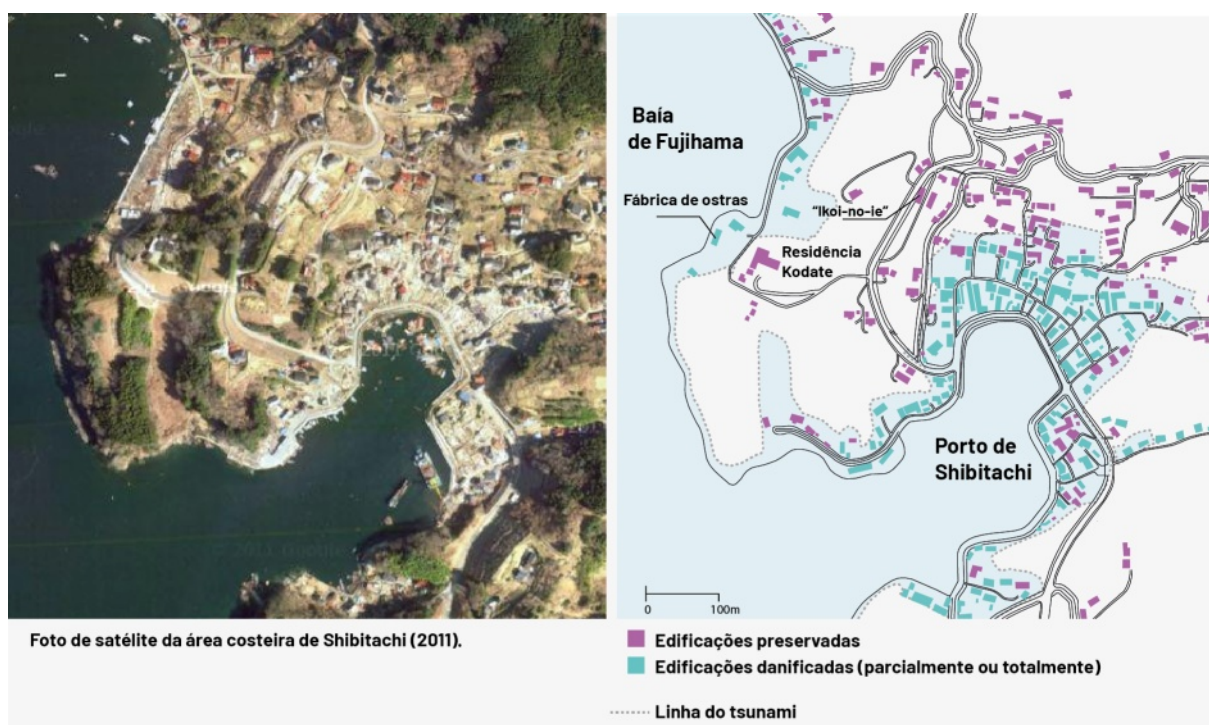 Baía
de Fujihama
Fábrica de ostras
"Ikoi-no-ie"
Residência
Kodate
Porto de
Shibitachi
0
100m
Foto de satélite da área costeira de Shibitachi (2011).
Edificações preservadas
Edificações danificadas (parcialmente ou totalmente)
Linha do tsunami